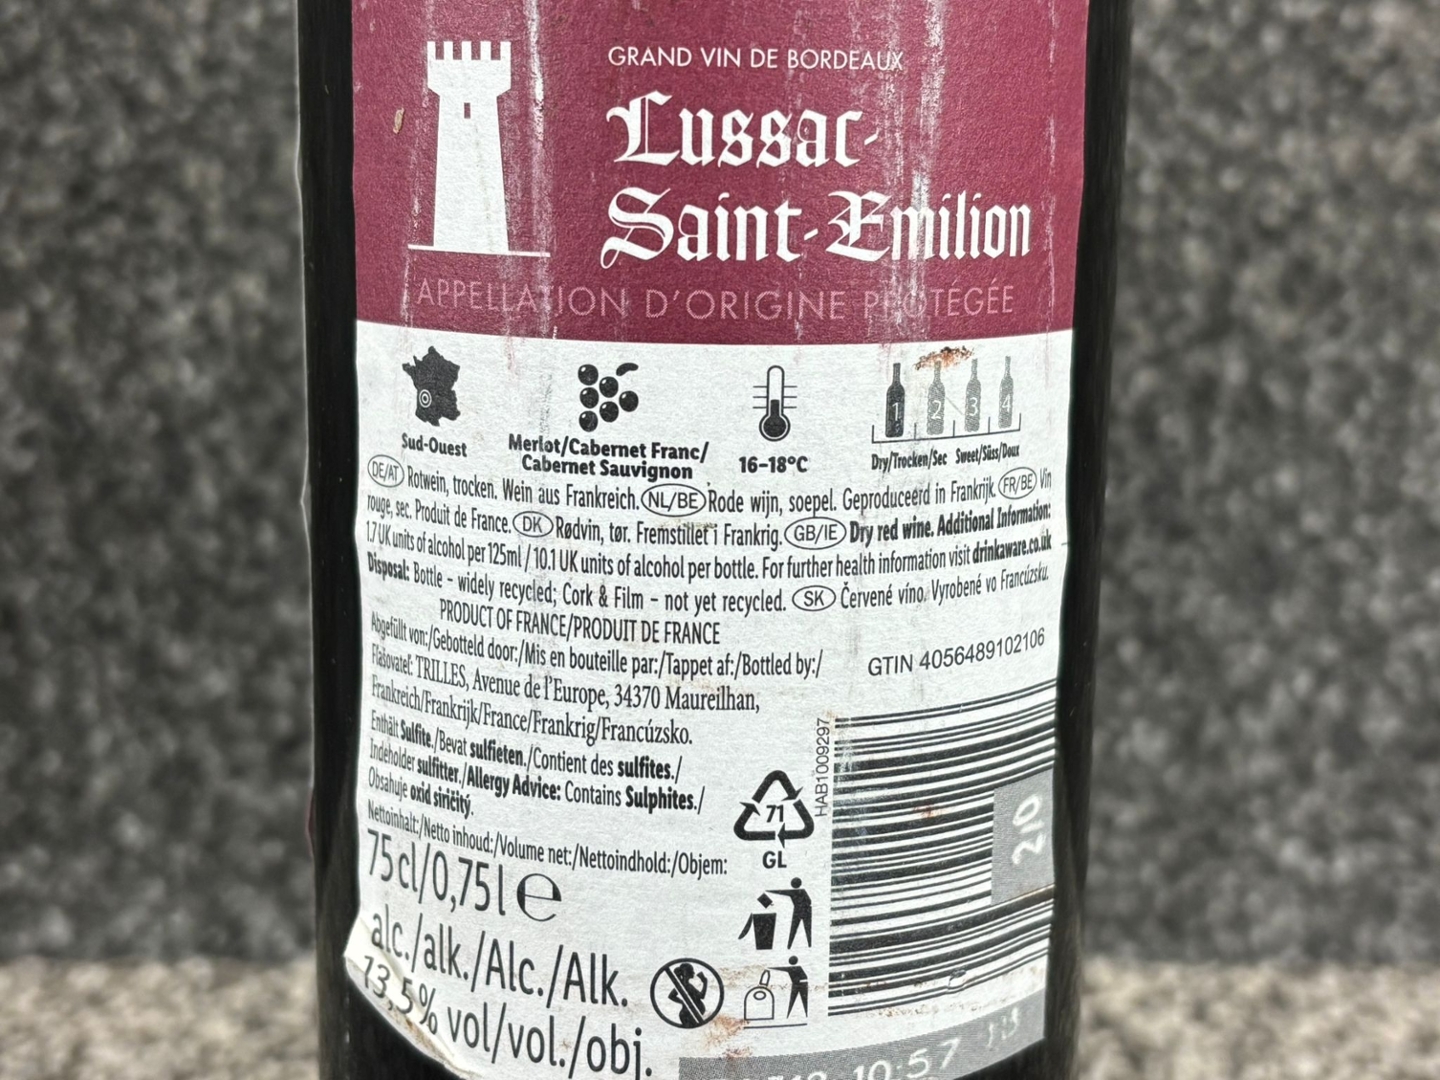 GRAND VIN DE BORDEAUX
Lussac-
Saint-Emilion
APPELLATION D'ORIGINE PROTÉGÉE
1 2 3 4
Sud-Ouest
Merlot/Cabernet Franc/
Cabernet Sauvignon
16–18°C
Dry/Trocken/Sec Sweet/Süss/Doux
DE/AT Rotwein, trocken. Wein aus Frankreich. NL/BE Rode wijn, soepel. Geproduceerd in Frankrijk. FR/BE Vin
rouge, sec. Produit de France. DK Rødvin, tør. Fremstillet i Frankrig. GB/IE Dry red wine. Additional Information:
1.7 UK units of alcohol per 125ml / 10.1 UK units of alcohol per bottle. For further health information visit drinkaware.co.uk
Disposal: Bottle – widely recycled; Cork & Film – not yet recycled. SK Červené víno. Vyrobené vo Francúzsku.
PRODUCT OF FRANCE/PRODUIT DE FRANCE
Abgefüllt von:/Gebotteld door:/Mis en bouteille par:/Tappet af:/Bottled by:/
Fľašovateľ: TRILLES, Avenue de l'Europe, 34370 Maureilhan,
Frankreich/Frankrijk/France/Frankrig/Francúzsko.
GTIN 4056489102106
Enthält Sulfite./Bevat sulfieten./Contient des sulfites./
Indeholder sulfitter./Allergy Advice: Contains Sulphites./
Obsahuje oxid siričitý.
HAB1009297
Nettoinhalt:/Netto inhoud:/Volume net:/Nettoindhold:/Objem:
75cl/0,75l e
71
GL
210
alc./alk./Alc./Alk.
13,5% vol/vol./obj.
10:57